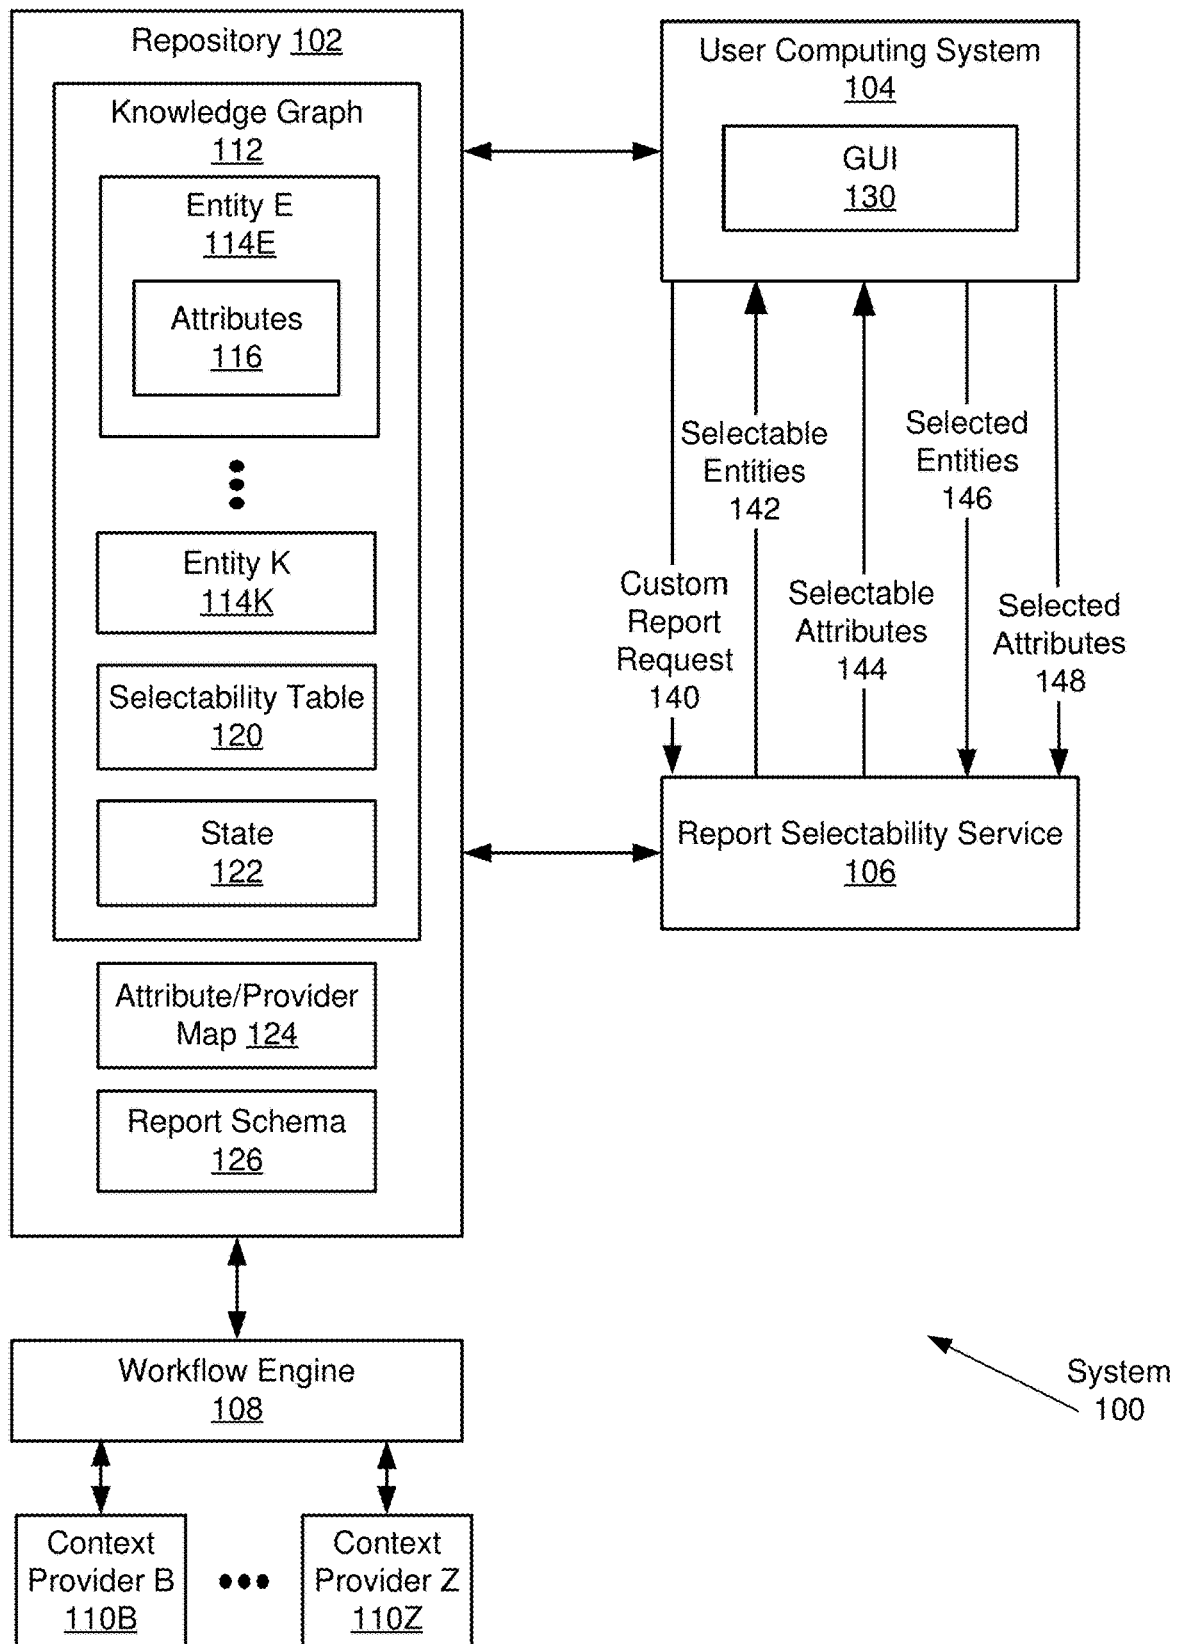 Repository 102
Knowledge Graph
112
Entity E
114E
Attributes
116
Entity K
114K
Selectability Table
120
State
122
Attribute/Provider
Map 124
Report Schema
126
User Computing System
104
GUI
130
Custom
Report
Request
140
Selectable
Entities
142
Selectable
Attributes
144
Selected
Entities
146
Selected
Attributes
148
Report Selectability Service
106
Workflow Engine
108
Context
Provider B
110B
Context
Provider Z
110Z
System
100